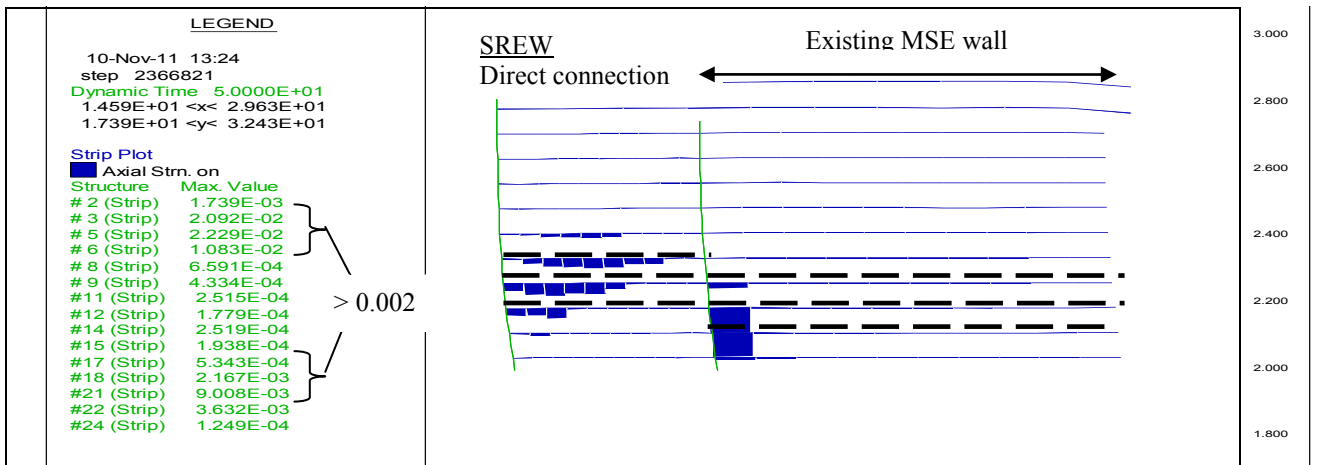 LEGEND
10-Nov-11 13:24
step 2366821
Dynamic Time 5.0000E+01
1.459E+01 <x< 2.963E+01
1.739E+01 <y< 3.243E+01
Strip Plot
Axial Strn. on
Structure Max. Value
# 2 (Strip) 1.739E-03
# 3 (Strip) 2.092E-02
# 5 (Strip) 2.229E-02
# 6 (Strip) 1.083E-02
# 8 (Strip) 6.591E-04
# 9 (Strip) 4.334E-04
#11 (Strip) 2.515E-04
#12 (Strip) 1.779E-04
#14 (Strip) 2.519E-04
#15 (Strip) 1.938E-04
#17 (Strip) 5.343E-04
#18 (Strip) 2.167E-03
#21 (Strip) 9.008E-03
#22 (Strip) 3.632E-03
#24 (Strip) 1.249E-04
> 0.002
SREW
Direct connection
Existing MSE wall
3.000
2.800
2.600
2.400
2.200
2.000
1.800